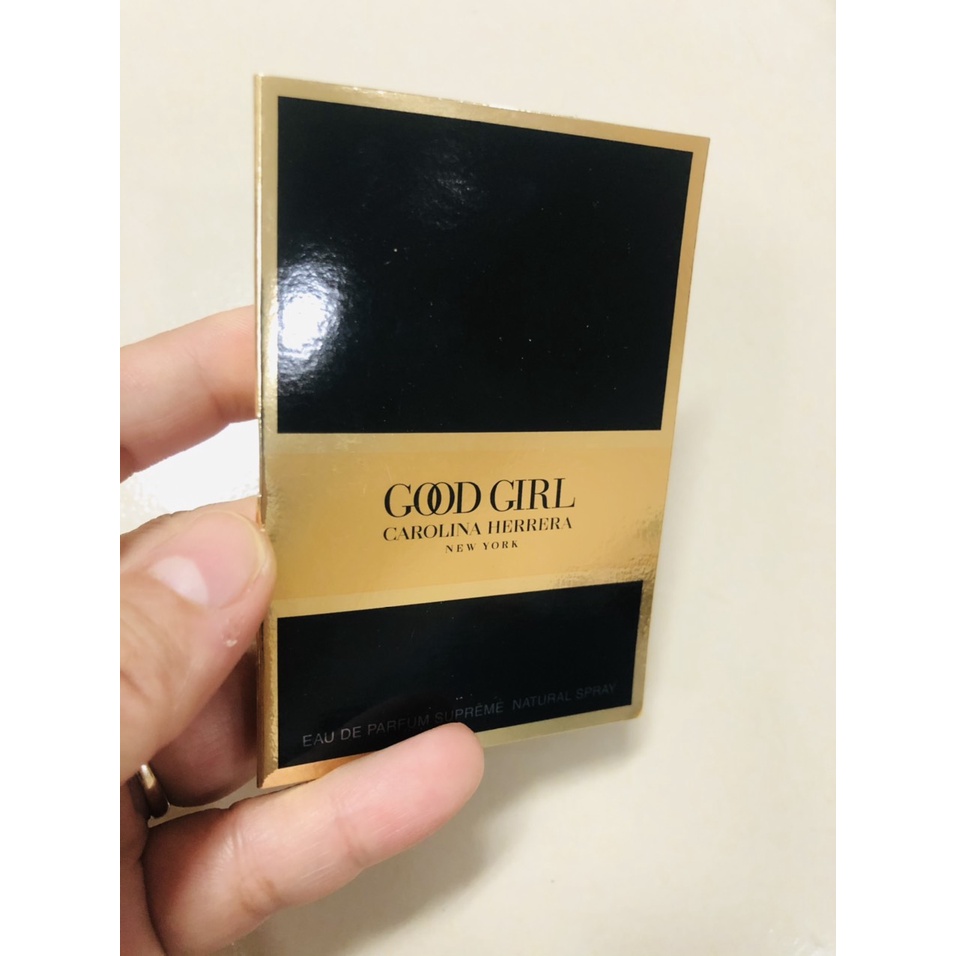 GOOD GIRL
CAROLINA HERRERA
NEW YORK
EAU DE PARFUM SUPRÊME NATURAL SPRAY